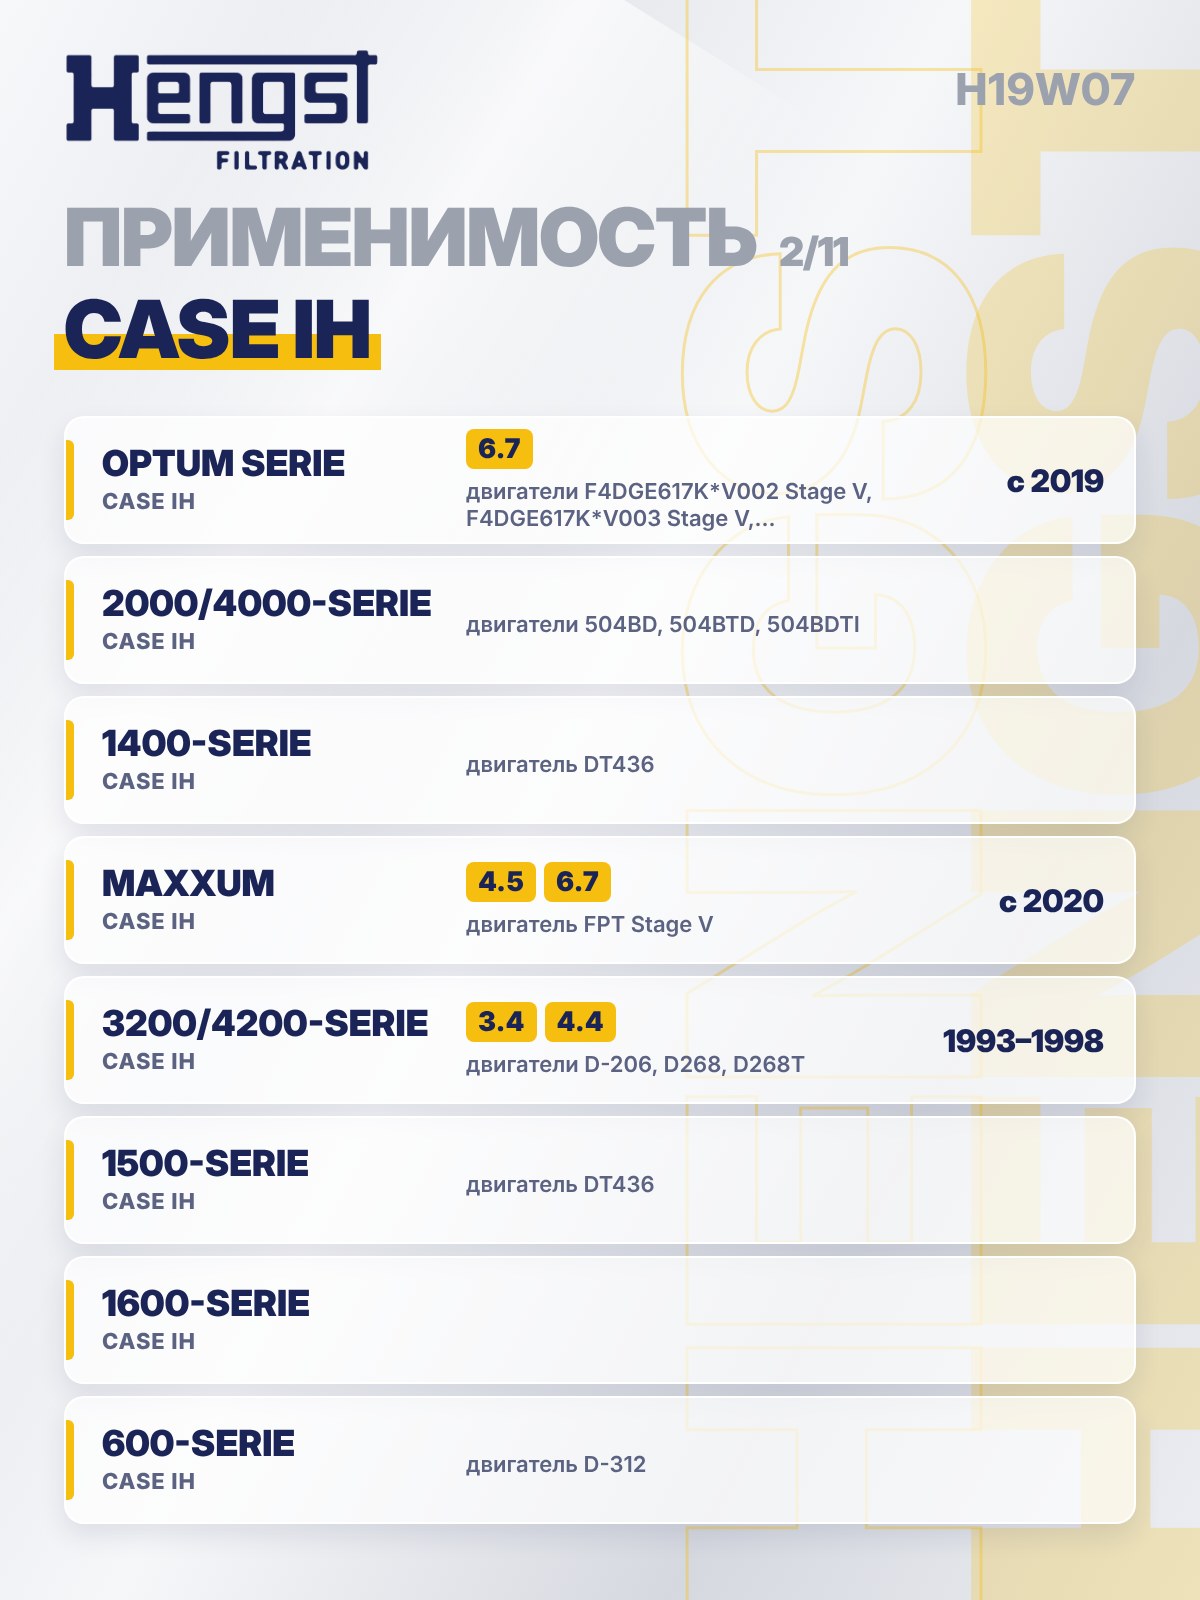 Hengst
FILTRATION
H19W07
ПРИМЕНИМОСТЬ 2/11
CASE IH
OPTUM SERIE
CASE IH
6.7
двигатели F4DGE617K*V002 Stage V,
F4DGE617K*V003 Stage V,...
с 2019
2000/4000-SERIE
CASE IH
двигатели 504BD, 504BTD, 504BDTI
1400-SERIE
CASE IH
двигатель DT436
MAXXUM
CASE IH
4.5 6.7
двигатель FPT Stage V
с 2020
3200/4200-SERIE
CASE IH
3.4 4.4
двигатели D-206, D268, D268T
1993–1998
1500-SERIE
CASE IH
двигатель DT436
1600-SERIE
CASE IH
600-SERIE
CASE IH
двигатель D-312
HENGST
HENGST